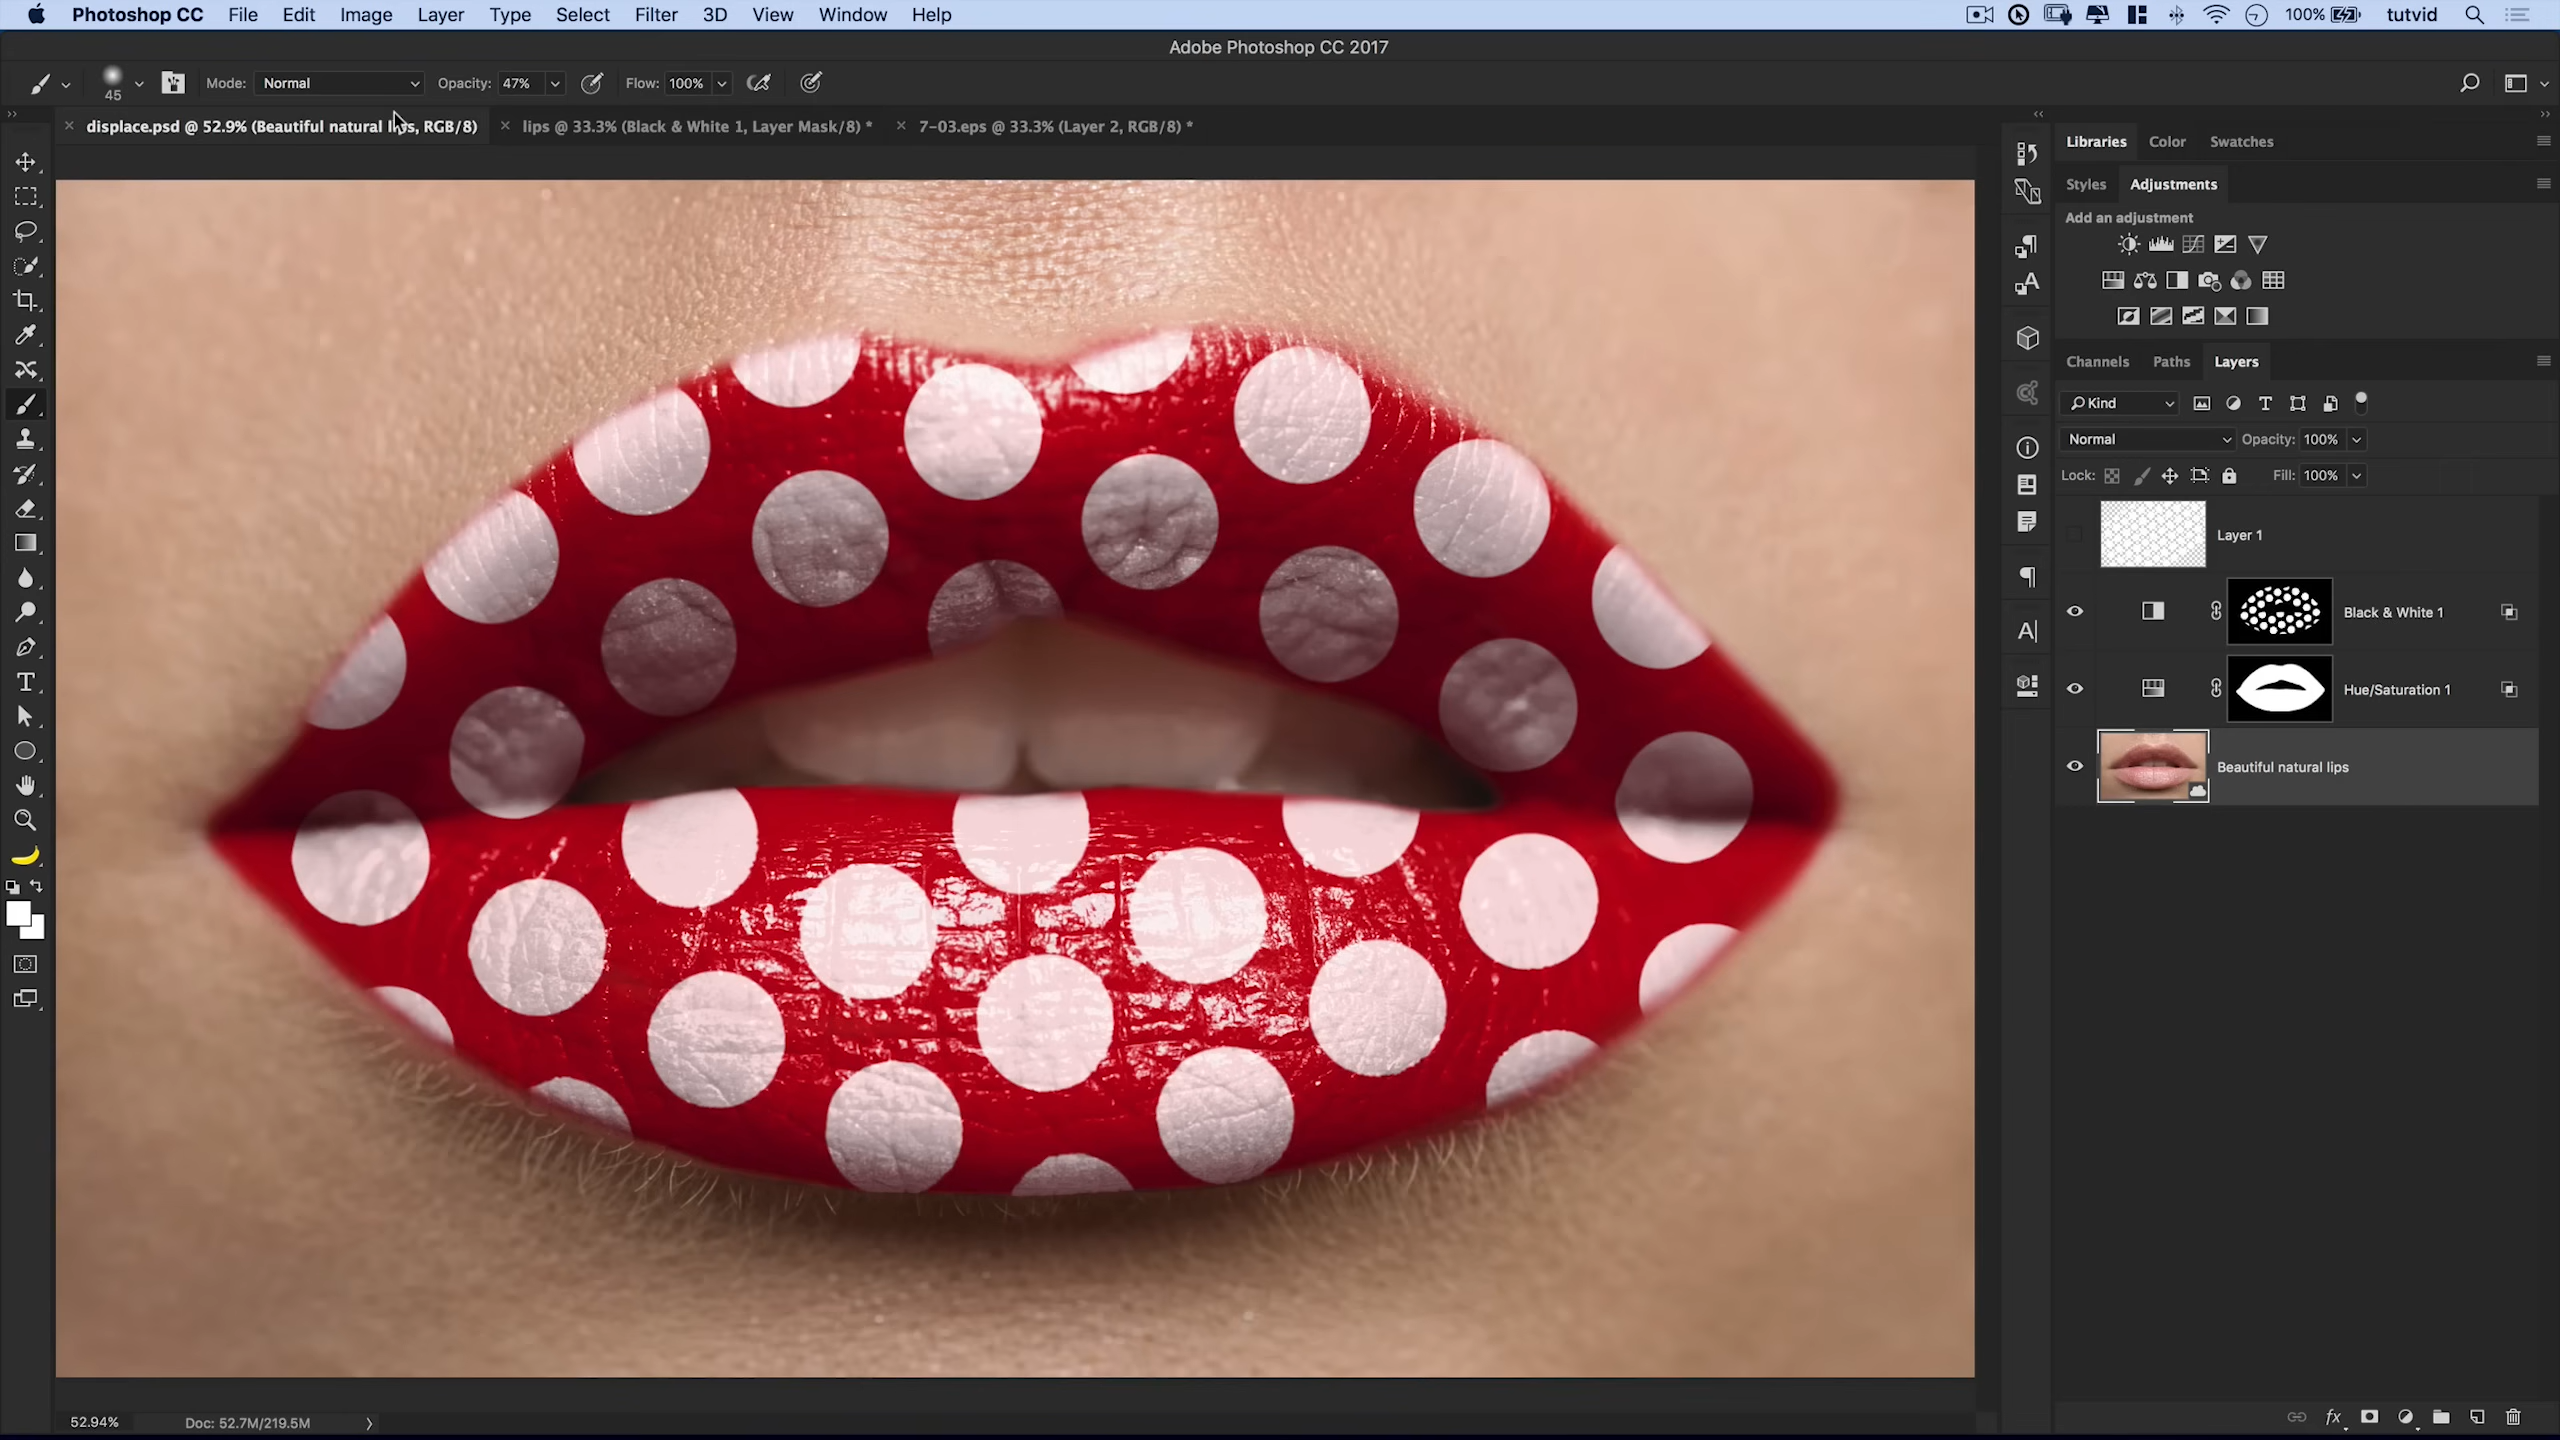 Photoshop CC File Edit Image Layer Type Select Filter 3D View Window Help 100% tutvid
Adobe Photoshop CC 2017
45 Mode: Normal Opacity: 47% Flow: 100%
displace.psd @ 52.9% (Beautiful natural lips, RGB/8) lips @ 33.3% (Black & White 1, Layer Mask/8) * 7-03.eps @ 33.3% (Layer 2, RGB/8) *
Libraries Color Swatches
Styles Adjustments
Add an adjustment
Channels Paths Layers
Kind
Normal Opacity: 100%
Lock: Fill: 100%
Layer 1
Black & White 1
Hue/Saturation 1
Beautiful natural lips
52.94% Doc: 52.7M/219.5M